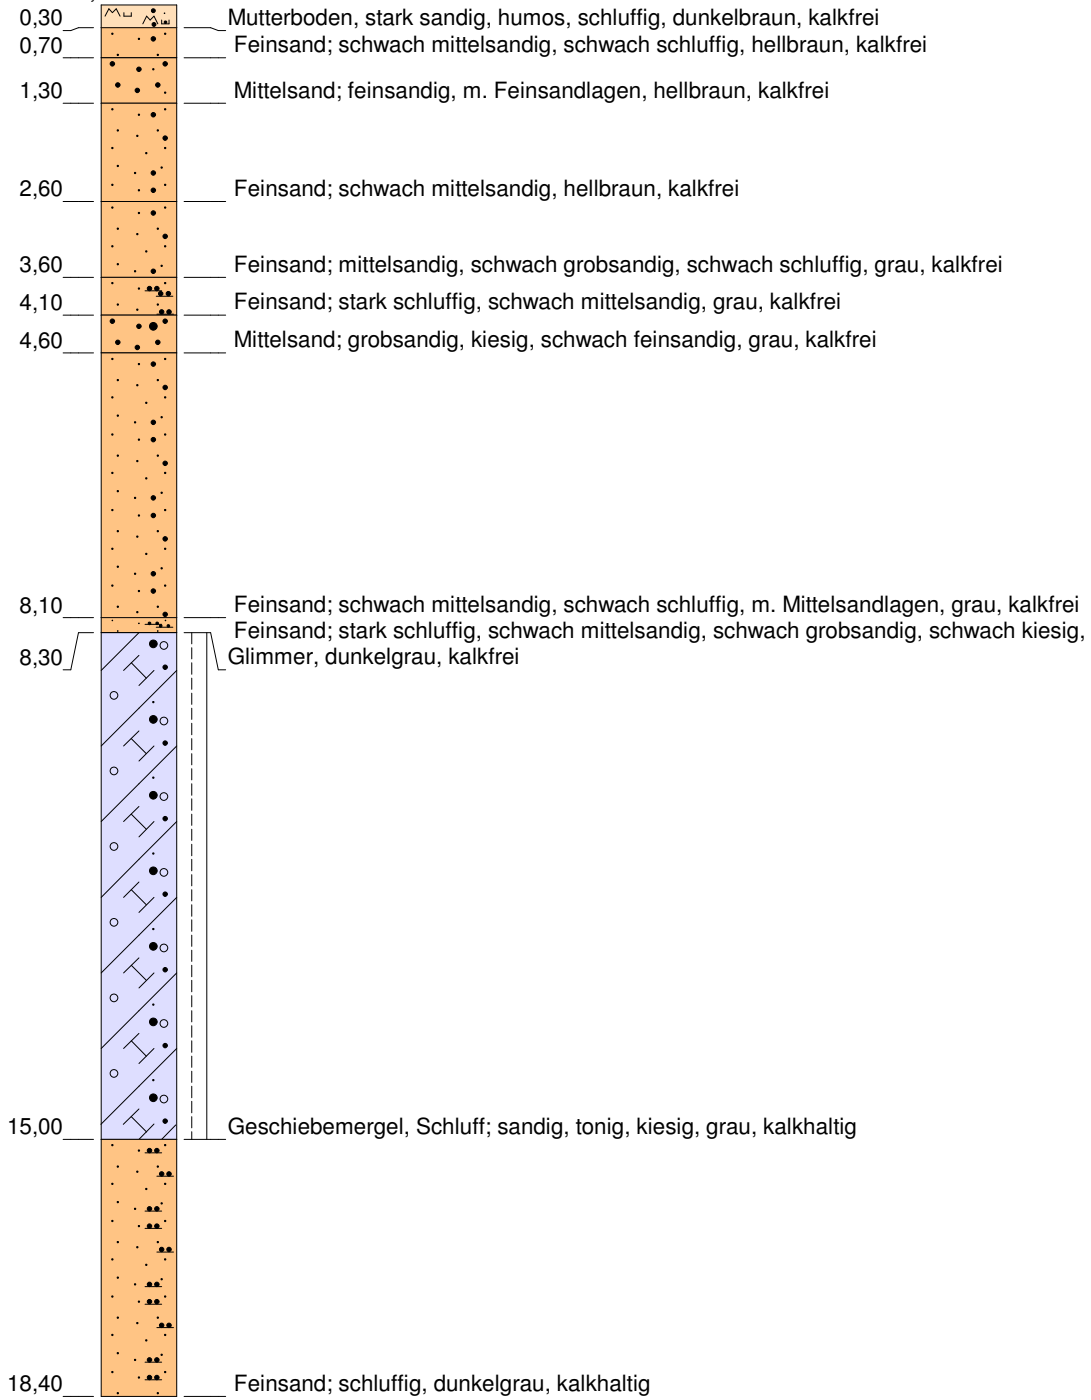 0,30 Mutterboden, stark sandig, humos, schluffig, dunkelbraun, kalkfrei
0,70 Feinsand; schwach mittelsandig, schwach schluffig, hellbraun, kalkfrei
1,30 Mittelsand; feinsandig, m. Feinsandlagen, hellbraun, kalkfrei
2,60 Feinsand; schwach mittelsandig, hellbraun, kalkfrei
3,60 Feinsand; mittelsandig, schwach grobsandig, schwach schluffig, grau, kalkfrei
4,10 Feinsand; stark schluffig, schwach mittelsandig, grau, kalkfrei
4,60 Mittelsand; grobsandig, kiesig, schwach feinsandig, grau, kalkfrei
8,10 Feinsand; schwach mittelsandig, schwach schluffig, m. Mittelsandlagen, grau, kalkfrei
Feinsand; stark schluffig, schwach mittelsandig, schwach grobsandig, schwach kiesig,
8,30 Glimmer, dunkelgrau, kalkfrei
15,00 Geschiebemergel, Schluff; sandig, tonig, kiesig, grau, kalkhaltig
18,40 Feinsand; schluffig, dunkelgrau, kalkhaltig